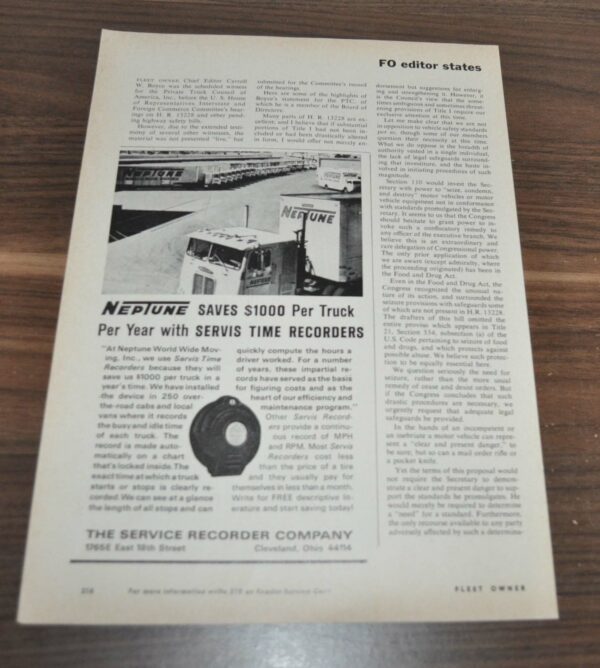 FO editor states
FLEET OWNER Chief Editor Carroll
W. Boyce was the scheduled witness
for the Private Truck Council of
America, Inc., before the U. S. House
of Representatives Interstate and
Foreign Commerce Committee's hear-
ings on H. R. 13228 and other pend-
ing highway safety bills.
However, due to the extended testi-
mony of several other witnesses, the
material was not presented "live," but
submitted for the Committee's record
of the hearings.
Here are some of the highlights of
Boyce's statement for the PTC, of
which he is a member of the Board of
Directors.
Many parts of H. R. 13228 are ex-
cellent; and I believe that if substantial
portions of Title I had not been in-
cluded or had been drastically altered
in form, I would offer not merely en-
dorsement but suggestions for enlarg-
ing and strengthening it. However, it
is the Council's view that the some-
times ambiguous and sometimes threat-
ening provisions of Title I require our
exclusive attention at this time.
Let me make clear that we are not
in opposition to vehicle safety standards
per se, though some of our members
question their necessity at this time.
What we do oppose is the breadth of
authority vested in a single individual,
the lack of legal safeguards surround-
ing that investiture, and the haste in-
volved in initiating procedures of such
magnitude.
Section 110 would invest the Sec-
retary with power to "seize, condemn,
and destroy" motor vehicles or motor
vehicle equipment not in conformance
with standards promulgated by the Sec-
retary. It seems to us that the Congress
should hesitate to grant power to in-
voke such a confiscatory remedy to
any officer of the executive branch. We
believe this is an extraordinary and
rare delegation of Congressional power.
The only prior application of which
we are aware (except admiralty, where
the proceeding originated) has been in
the Food and Drug Act.
Even in the Food and Drug Act, the
Congress recognized the unusual na-
ture of its action, and surrounded the
seizure provisions with safeguards some
of which are not present in H.R. 13228.
The drafters of this bill omitted the
entire proviso which appears in Title
21, Section 334, subsection (a) of the
U.S. Code pertaining to seizure of food
and drugs, and which protects against
possible abuse. We believe such protec-
tion to be equally essential here.
We question seriously the need for
seizure, rather than the more usual
remedy of cease and desist orders. But
if the Congress concludes that such
drastic procedures are necessary, we
urgently request that adequate legal
safeguards be provided.
In the hands of an incompetent or
an inebriate a motor vehicle can repre-
sent a "clear and present danger," to
be sure; but so can a mail order rifle or
a pocket knife.
Yet the terms of this proposal would
not require the Secretary to demon-
strate a clear and present danger to sup-
port the standards he promulgates. He
would merely be required to determine
a "need" for a standard. Furthermore,
the only recourse available to any party
adversely affected by such a determina-
NEPTUNE
NEPTUNE
NEPTUNE SAVES $1000 Per Truck
Per Year with SERVIS TIME RECORDERS
"At Neptune World Wide Mov-
ing, Inc., we use Servis Time
Recorders because they will
save us $1000 per truck in a
year's time. We have installed
the device in 250 over-
the-road cabs and local
vans where it records
the busy and idle time
of each truck. The
record is made auto-
matically on a chart
that's locked inside. The
exact time at which a truck
starts or stops is clearly re-
corded. We can see at a glance
the length of all stops and can
quickly compute the hours a
driver worked. For a number
of years, these impartial re-
cords have served as the basis
for figuring costs and as the
heart of our efficiency and
maintenance program."
Other Servis Record-
ers provide a continu-
ous record of MPH
and RPM. Most Servis
Recorders cost less
than the price of a tire
and they usually pay for
themselves in less than a month.
Write for FREE descriptive lit-
erature and start saving today!
THE SERVICE RECORDER COMPANY
1765E East 18th Street Cleveland, Ohio 44114
For more information write 318 on Reader Service Card
FLEET OWNER